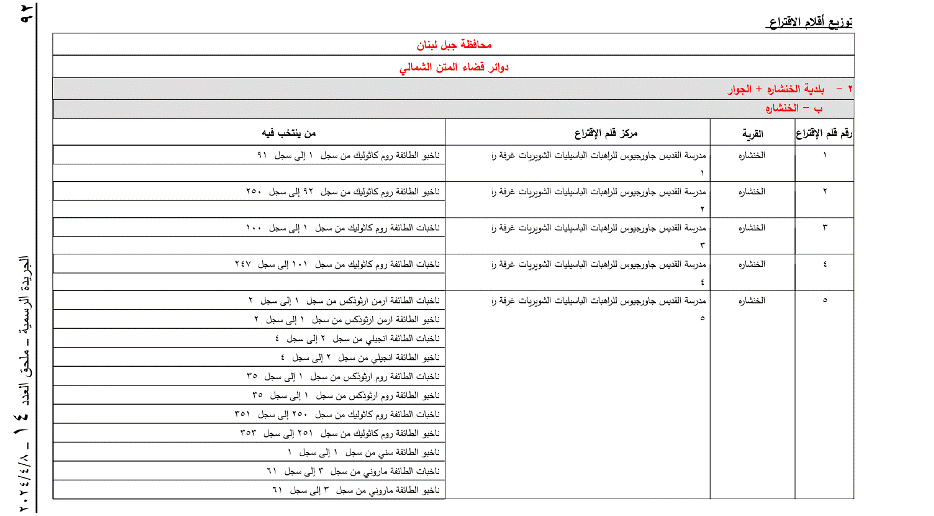 ٩٢
الجريدة الرسمية – ملحق العدد ١٤ – ٢٠٢٤/٤/٨
توزيع أقلام الاقتراع
محافظة جبل لبنان
دوائر قضاء المتن الشمالي
٢ - بلدية الخنشاره + الجوار
ب - الخنشاره
رقم قلم الإقتراع القرية مركز قلم الإقتراع من ينتخب فيه
١ الخنشاره مدرسة القديس جاورجيوس للراهبات الباسيليات الشويريات غرفة را ناخبو الطائفة روم كاثوليك من سجل ١ إلى سجل ٩١
١
٢ الخنشاره مدرسة القديس جاورجيوس للراهبات الباسيليات الشويريات غرفة را ناخبو الطائفة روم كاثوليك من سجل ٩٢ إلى سجل ٢٥٠
٢
٣ الخنشاره مدرسة القديس جاورجيوس للراهبات الباسيليات الشويريات غرفة را ناخبات الطائفة روم كاثوليك من سجل ١ إلى سجل ١٠٠
٣
٤ الخنشاره مدرسة القديس جاورجيوس للراهبات الباسيليات الشويريات غرفة را ناخبات الطائفة روم كاثوليك من سجل ١٠١ إلى سجل ٢٤٧
٤
٥ الخنشاره مدرسة القديس جاورجيوس للراهبات الباسيليات الشويريات غرفة را ناخبات الطائفة ارمن ارثوذكس من سجل ١ إلى سجل ٢
٥ ناخبو الطائفة ارمن ارثوذكس من سجل ١ إلى سجل ٢
ناخبات الطائفة انجيلي من سجل ٢ إلى سجل ٤
ناخبو الطائفة انجيلي من سجل ٢ إلى سجل ٤
ناخبات الطائفة روم ارثوذكس من سجل ١ إلى سجل ٣٥
ناخبو الطائفة روم ارثوذكس من سجل ١ إلى سجل ٣٥
ناخبات الطائفة روم كاثوليك من سجل ٢٥٠ إلى سجل ٣٥١
ناخبو الطائفة روم كاثوليك من سجل ٢٥١ إلى سجل ٣٥٣
ناخبو الطائفة سني من سجل ١ إلى سجل ١
ناخبات الطائفة ماروني من سجل ٣ إلى سجل ٦١
ناخبو الطائفة ماروني من سجل ٣ إلى سجل ٦١